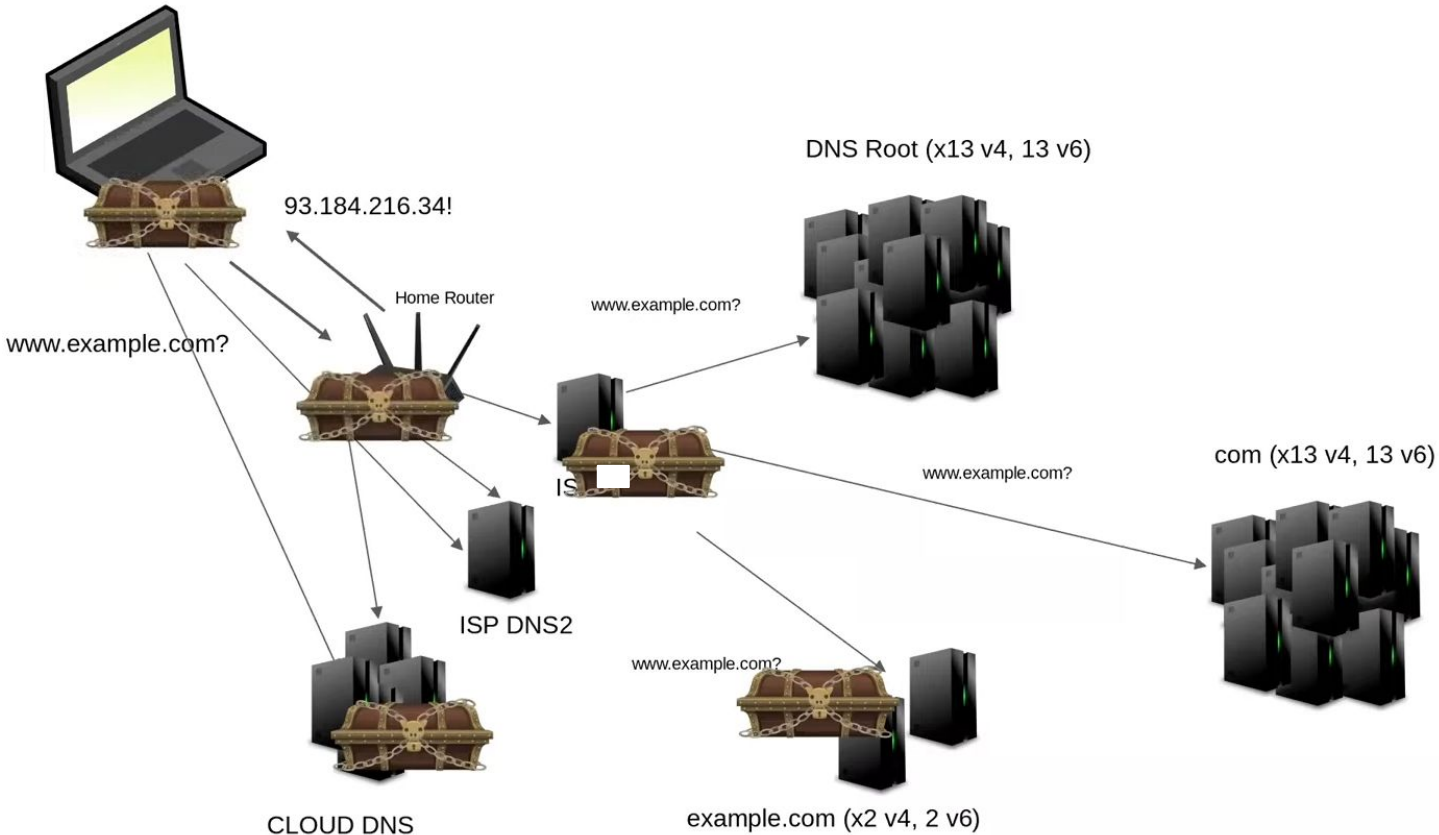 DNS Root (x13 v4, 13 v6)
93.184.216.34!
Home Router
www.example.com?
www.example.com?
com (x13 v4, 13 v6)
www.example.com?
IS
ISP DNS2
www.example.com?
CLOUD DNS
example.com (x2 v4, 2 v6)